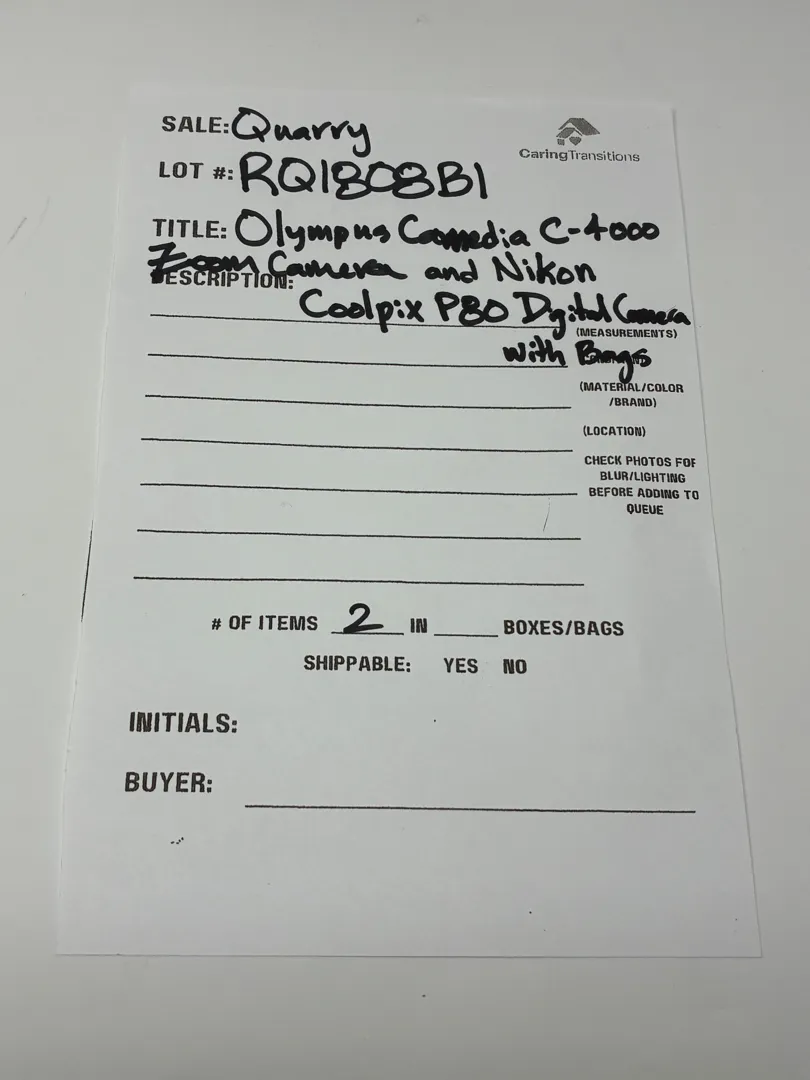 SALE: Quarry
CaringTransitions
LOT #: RQ1808B1
TITLE: Olympus Camedia C-4000
Zoom Camera and Nikon
DESCRIPTION:
Coolpix P80 Digital Camera
(MEASUREMENTS)
with Bags
(MATERIAL/COLOR
/BRAND)
(LOCATION)
CHECK PHOTOS FOR
BLUR/LIGHTING
BEFORE ADDING TO
QUEUE
# OF ITEMS 2 IN ____ BOXES/BAGS
SHIPPABLE: YES NO
INITIALS:
BUYER: